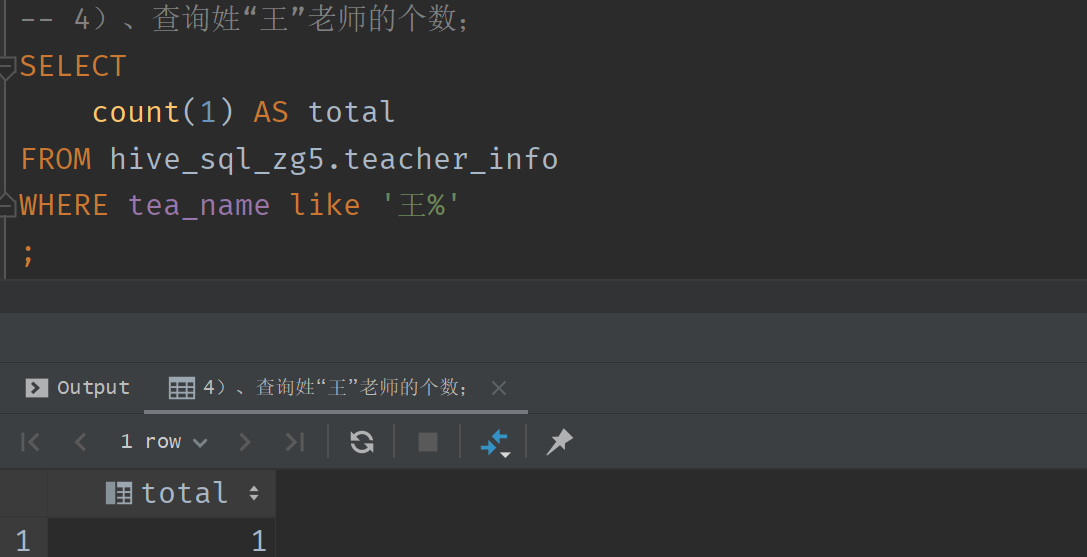 -- 4）、查询姓“王”老师的个数;
SELECT
count(1) AS total
FROM hive_sql_zg5.teacher_info
WHERE tea_name like '王%'
;
Output 4）、查询姓“王”老师的个数;
1 row
total
1 1